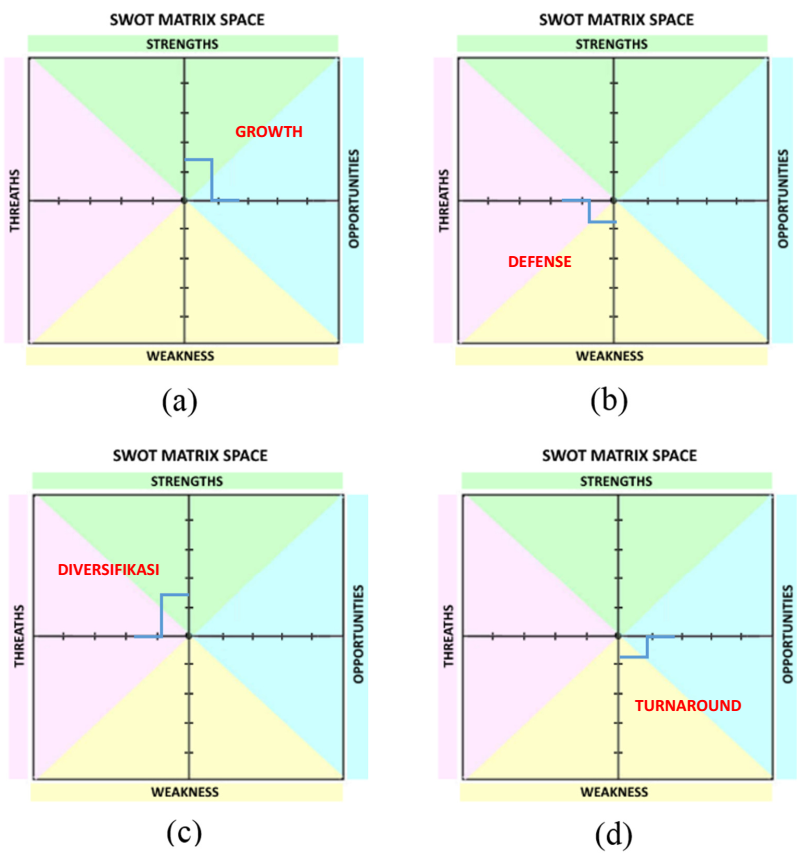 SWOT MATRIX SPACE
STRENGTHS
THREATHS
GROWTH
OPPORTUNITIES
WEAKNESS
(a)
SWOT MATRIX SPACE
STRENGTHS
THREATHS
DEFENSE
OPPORTUNITIES
WEAKNESS
(b)
SWOT MATRIX SPACE
STRENGTHS
THREATHS
DIVERSIFIKASI
OPPORTUNITIES
WEAKNESS
(c)
SWOT MATRIX SPACE
STRENGTHS
THREATHS
TURNAROUND
OPPORTUNITIES
WEAKNESS
(d)